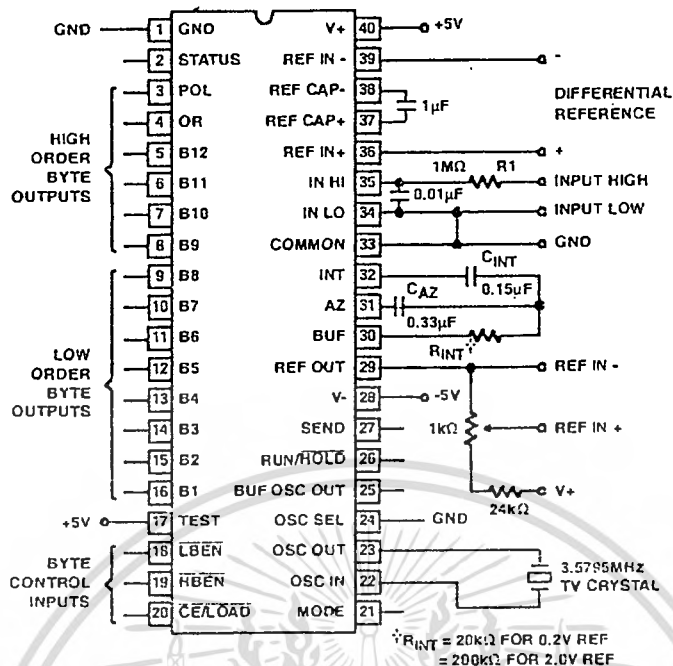 GND 1 GND V+ 40 +5V
2 STATUS REF IN - 39 -
3 POL REF CAP- 38
1µF
DIFFERENTIAL
REFERENCE
4 OR REF CAP+ 37
HIGH
ORDER
BYTE
OUTPUTS
5 B12 REF IN+ 36 +
6 B11 IN HI 35 1MΩ R1 INPUT HIGH
0.01µF
7 B10 IN LO 34 INPUT LOW
8 B9 COMMON 33 GND
9 B8 INT 32 CINT
0.15µF
10 B7 AZ 31 CAZ
0.33µF
11 B6 BUF 30 RINT
LOW
ORDER
BYTE
OUTPUTS
12 B5 REF OUT 29 REF IN -
13 B4 V- 28 -5V
14 B3 SEND 27 1kΩ REF IN +
15 B2 RUN/HOLD 26
16 B1 BUF OSC OUT 25 24kΩ V+
+5V 17 TEST OSC SEL 24 GND
BYTE
CONTROL
INPUTS
18 LBEN OSC OUT 23
3.5795MHz
TV CRYSTAL
19 HBEN OSC IN 22
20 CE/LOAD MODE 21
RINT = 20kΩ FOR 0.2V REF
= 200kΩ FOR 2.0V REF